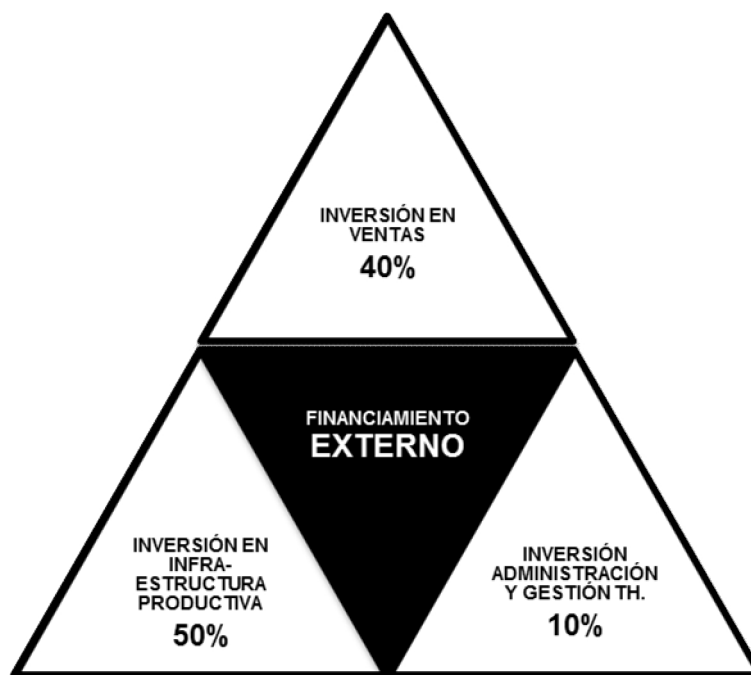 INVERSIÓN EN
VENTAS
40%
FINANCIAMIENTO
EXTERNO
INVERSIÓN EN
INFRA-
ESTRUCTURA
PRODUCTIVA
50%
INVERSIÓN
ADMINISTRACIÓN
Y GESTIÓN TH.
10%